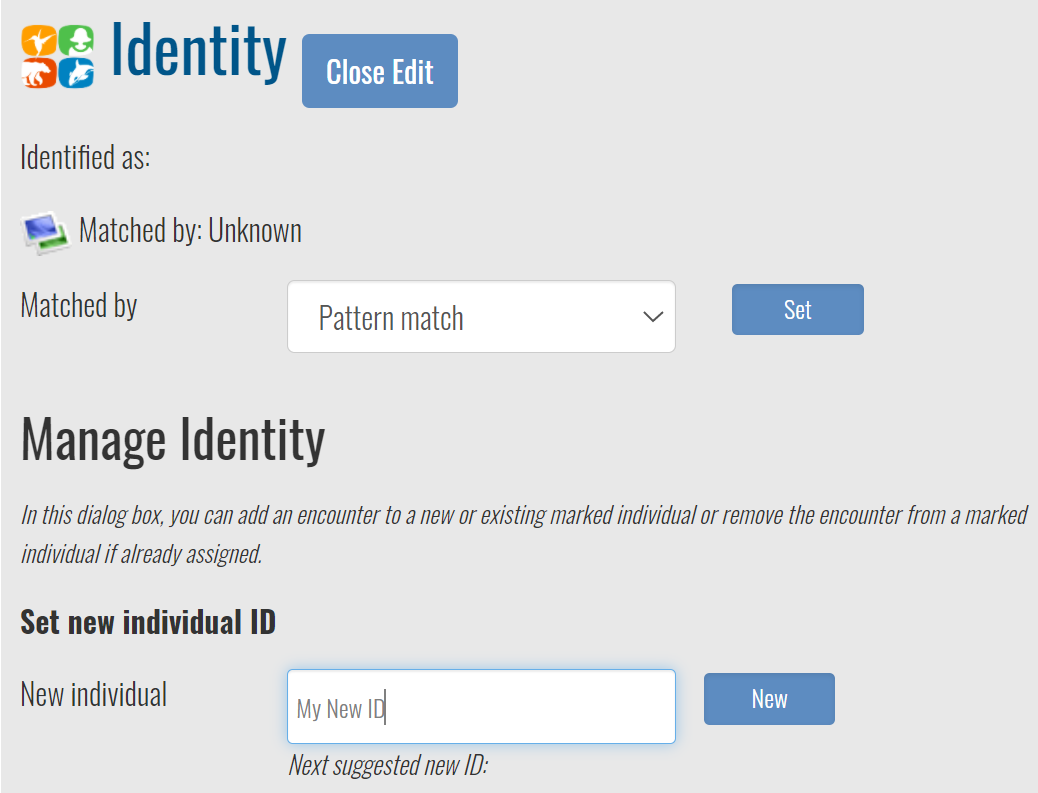 Identity
Close Edit
Identified as:
Matched by: Unknown
Matched by
Pattern match
Set
Manage Identity
In this dialog box, you can add an encounter to a new or existing marked individual or remove the encounter from a marked
individual if already assigned.
Set new individual ID
New individual
My New ID
New
Next suggested new ID: